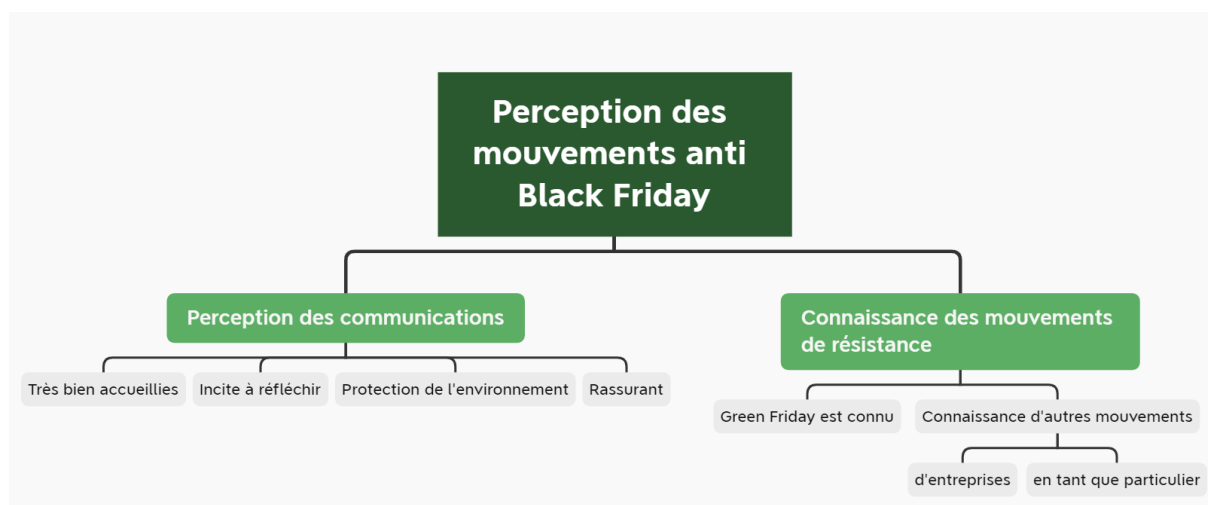 Perception des
mouvements anti
Black Friday
Perception des communications
Connaissance des mouvements
de résistance
Très bien accueillies
Incite à réfléchir
Protection de l'environnement
Rassurant
Green Friday est connu
Connaissance d'autres mouvements
d'entreprises
en tant que particulier